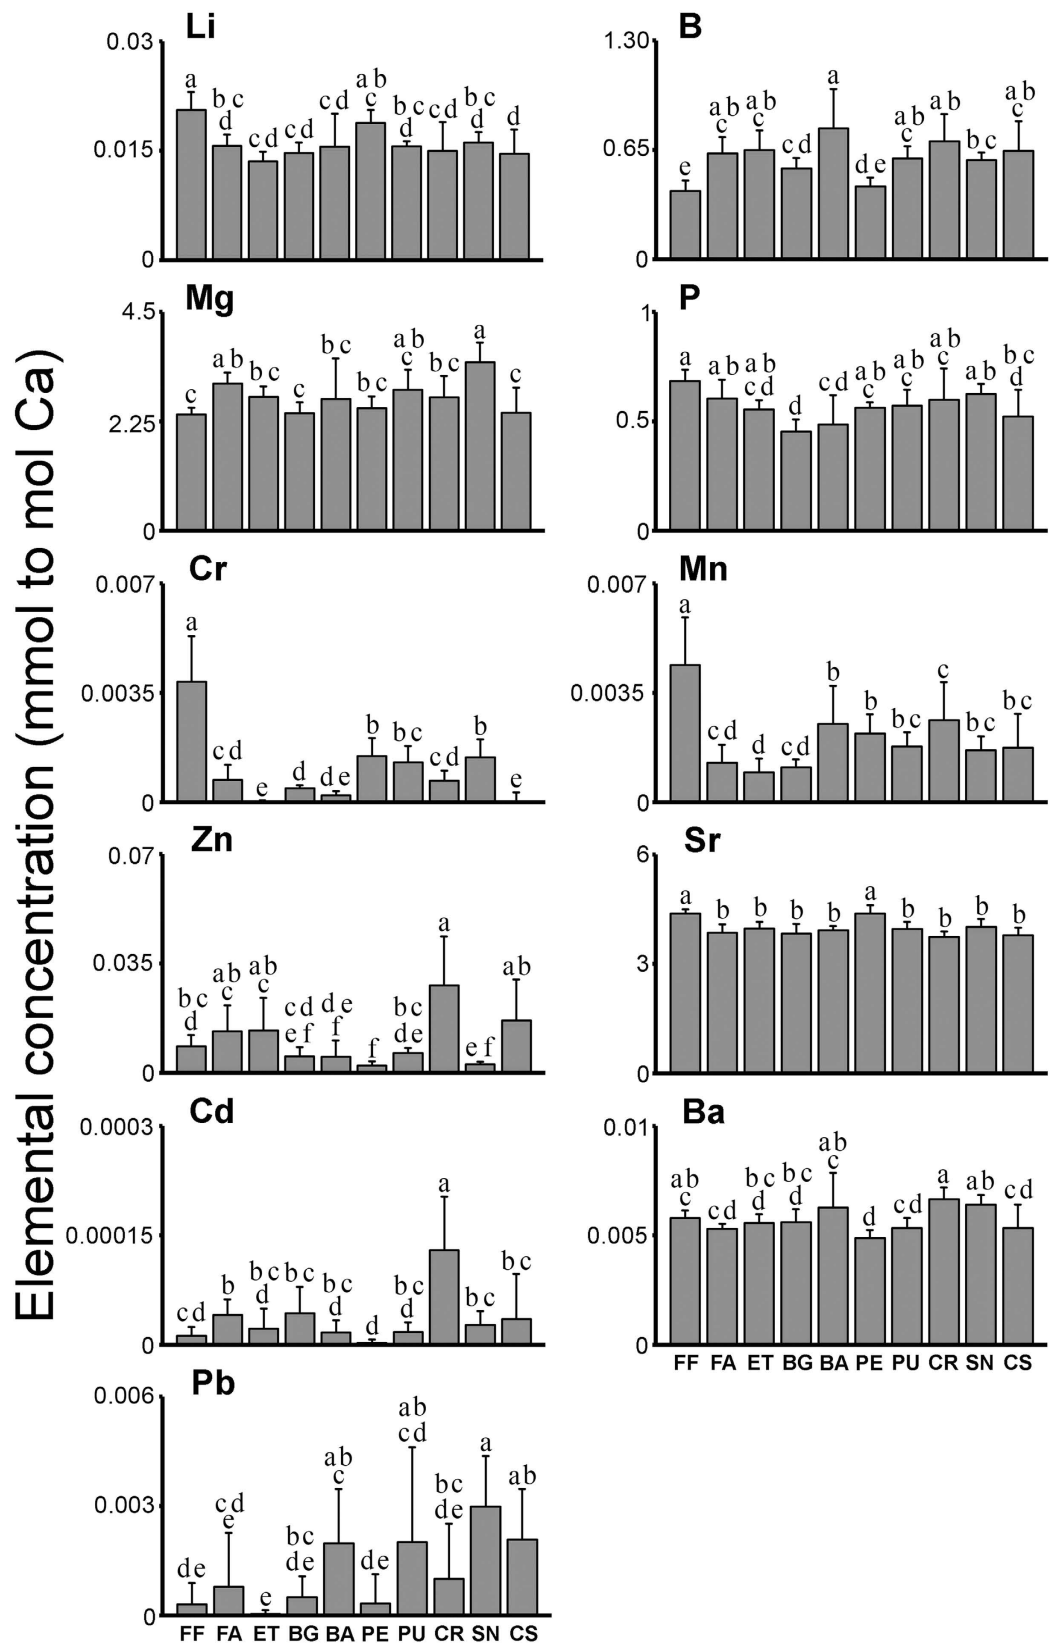 Elemental concentration (mmol to mol Ca)
Li
0.03
0.015
0
a
b c
d
c d
c d
c d
a b
c
b c
d
c d
b c
d
d
B
1.30
0.65
0
e
a b
c
a b
c
c d
a
d e
a b
c
a b
c
b c
a b
c
Mg
4.5
2.25
0
c
a b
b c
c
b c
b c
a b
c
b c
a
c
P
1
0.5
0
a
a b
a b
c d
d
c d
a b
c
a b
c
a b
c
a b
b c
d
Cr
0.007
0.0035
0
a
c d
e
d
d e
b
b
c d
b
e
Mn
0.007
0.0035
0
a
c d
d
c d
b
b
b c
c
b c
b c
Zn
0.07
0.035
0
b c
d
a b
c
a b
c
c d
e f
d e
f
f
b c
d e
a
e f
a b
Sr
6
3
0
a
b
b
b
b
a
b
b
b
b
Cd
0.0003
0.00015
0
c d
b
b c
d
b c
b c
d
d
b c
d
a
b c
b c
Ba
0.01
0.005
0
a b
c
c d
b c
d
b c
d
a b
c
d
c d
a
a b
c d
FF FA ET BG BA PE PU CR SN CS
Pb
0.006
0.003
0
d e
c d
e
e
b c
d e
a b
c
d e
a b
c d
b c
d e
a
a b
FF FA ET BG BA PE PU CR SN CS